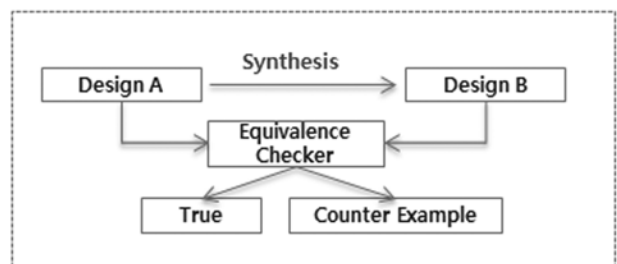 Synthesis
Design A
Design B
Equivalence
Checker
True
Counter Example